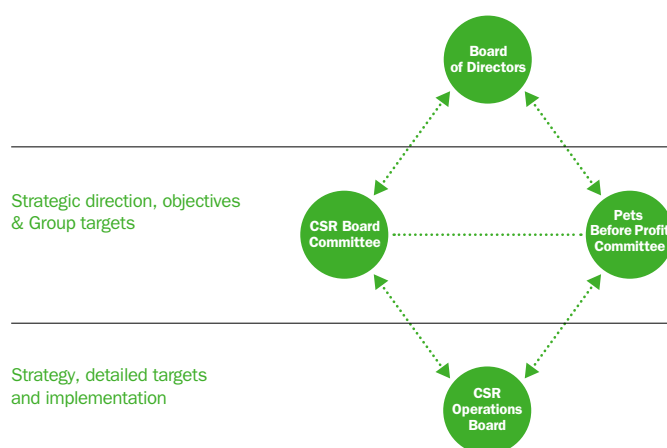 Board
of Directors
Strategic direction, objectives
& Group targets
CSR Board
Committee
Pets
Before Profit
Committee
Strategy, detailed targets
and implementation
CSR
Operations
Board